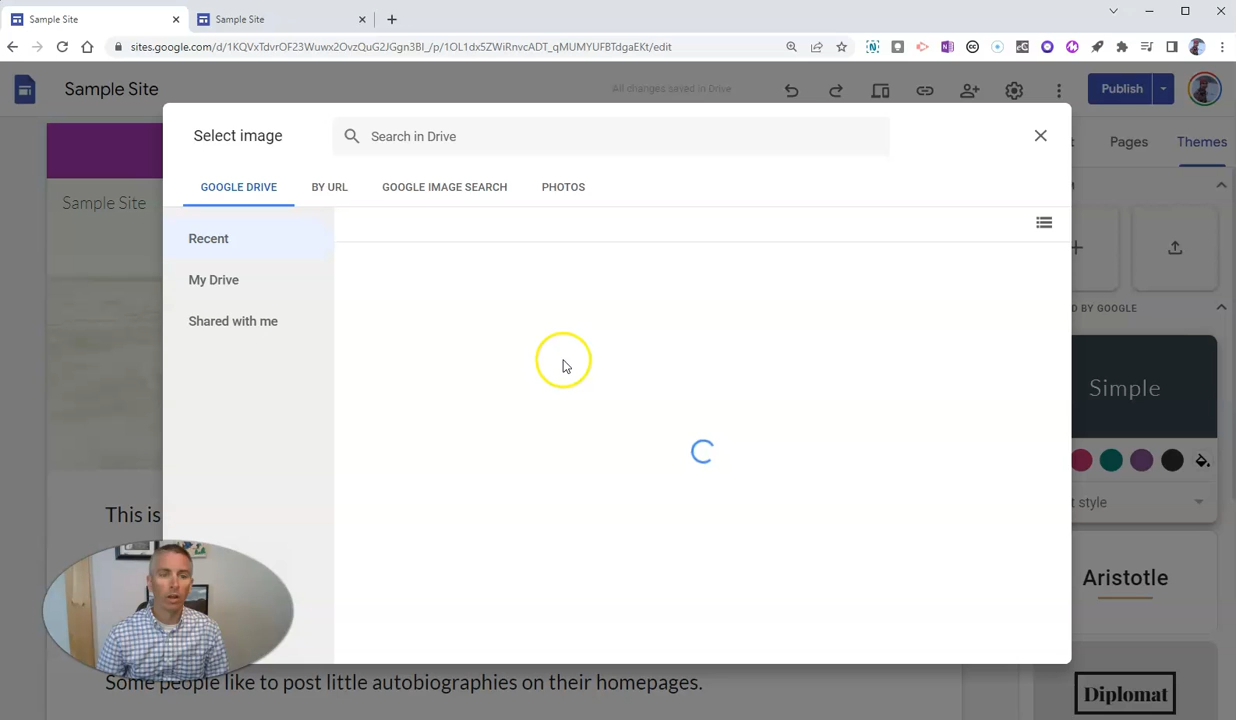 Sample Site
Sample Site
sites.google.com/d/1KQVxTdvrOF23Wuwx2OvzQuG2JGgn3BI_/p/1OL1dx5ZWiRnvcADT_qMUMYUFBTdgaEKt/edit
Sample Site
All changes saved in Drive
Publish
Select image
Search in Drive
Pages
Themes
GOOGLE DRIVE
BY URL
GOOGLE IMAGE SEARCH
PHOTOS
Sample Site
Recent
My Drive
Shared with me
D BY GOOGLE
Simple
t style
This is
Aristotle
Some people like to post little autobiographies on their homepages.
Diplomat